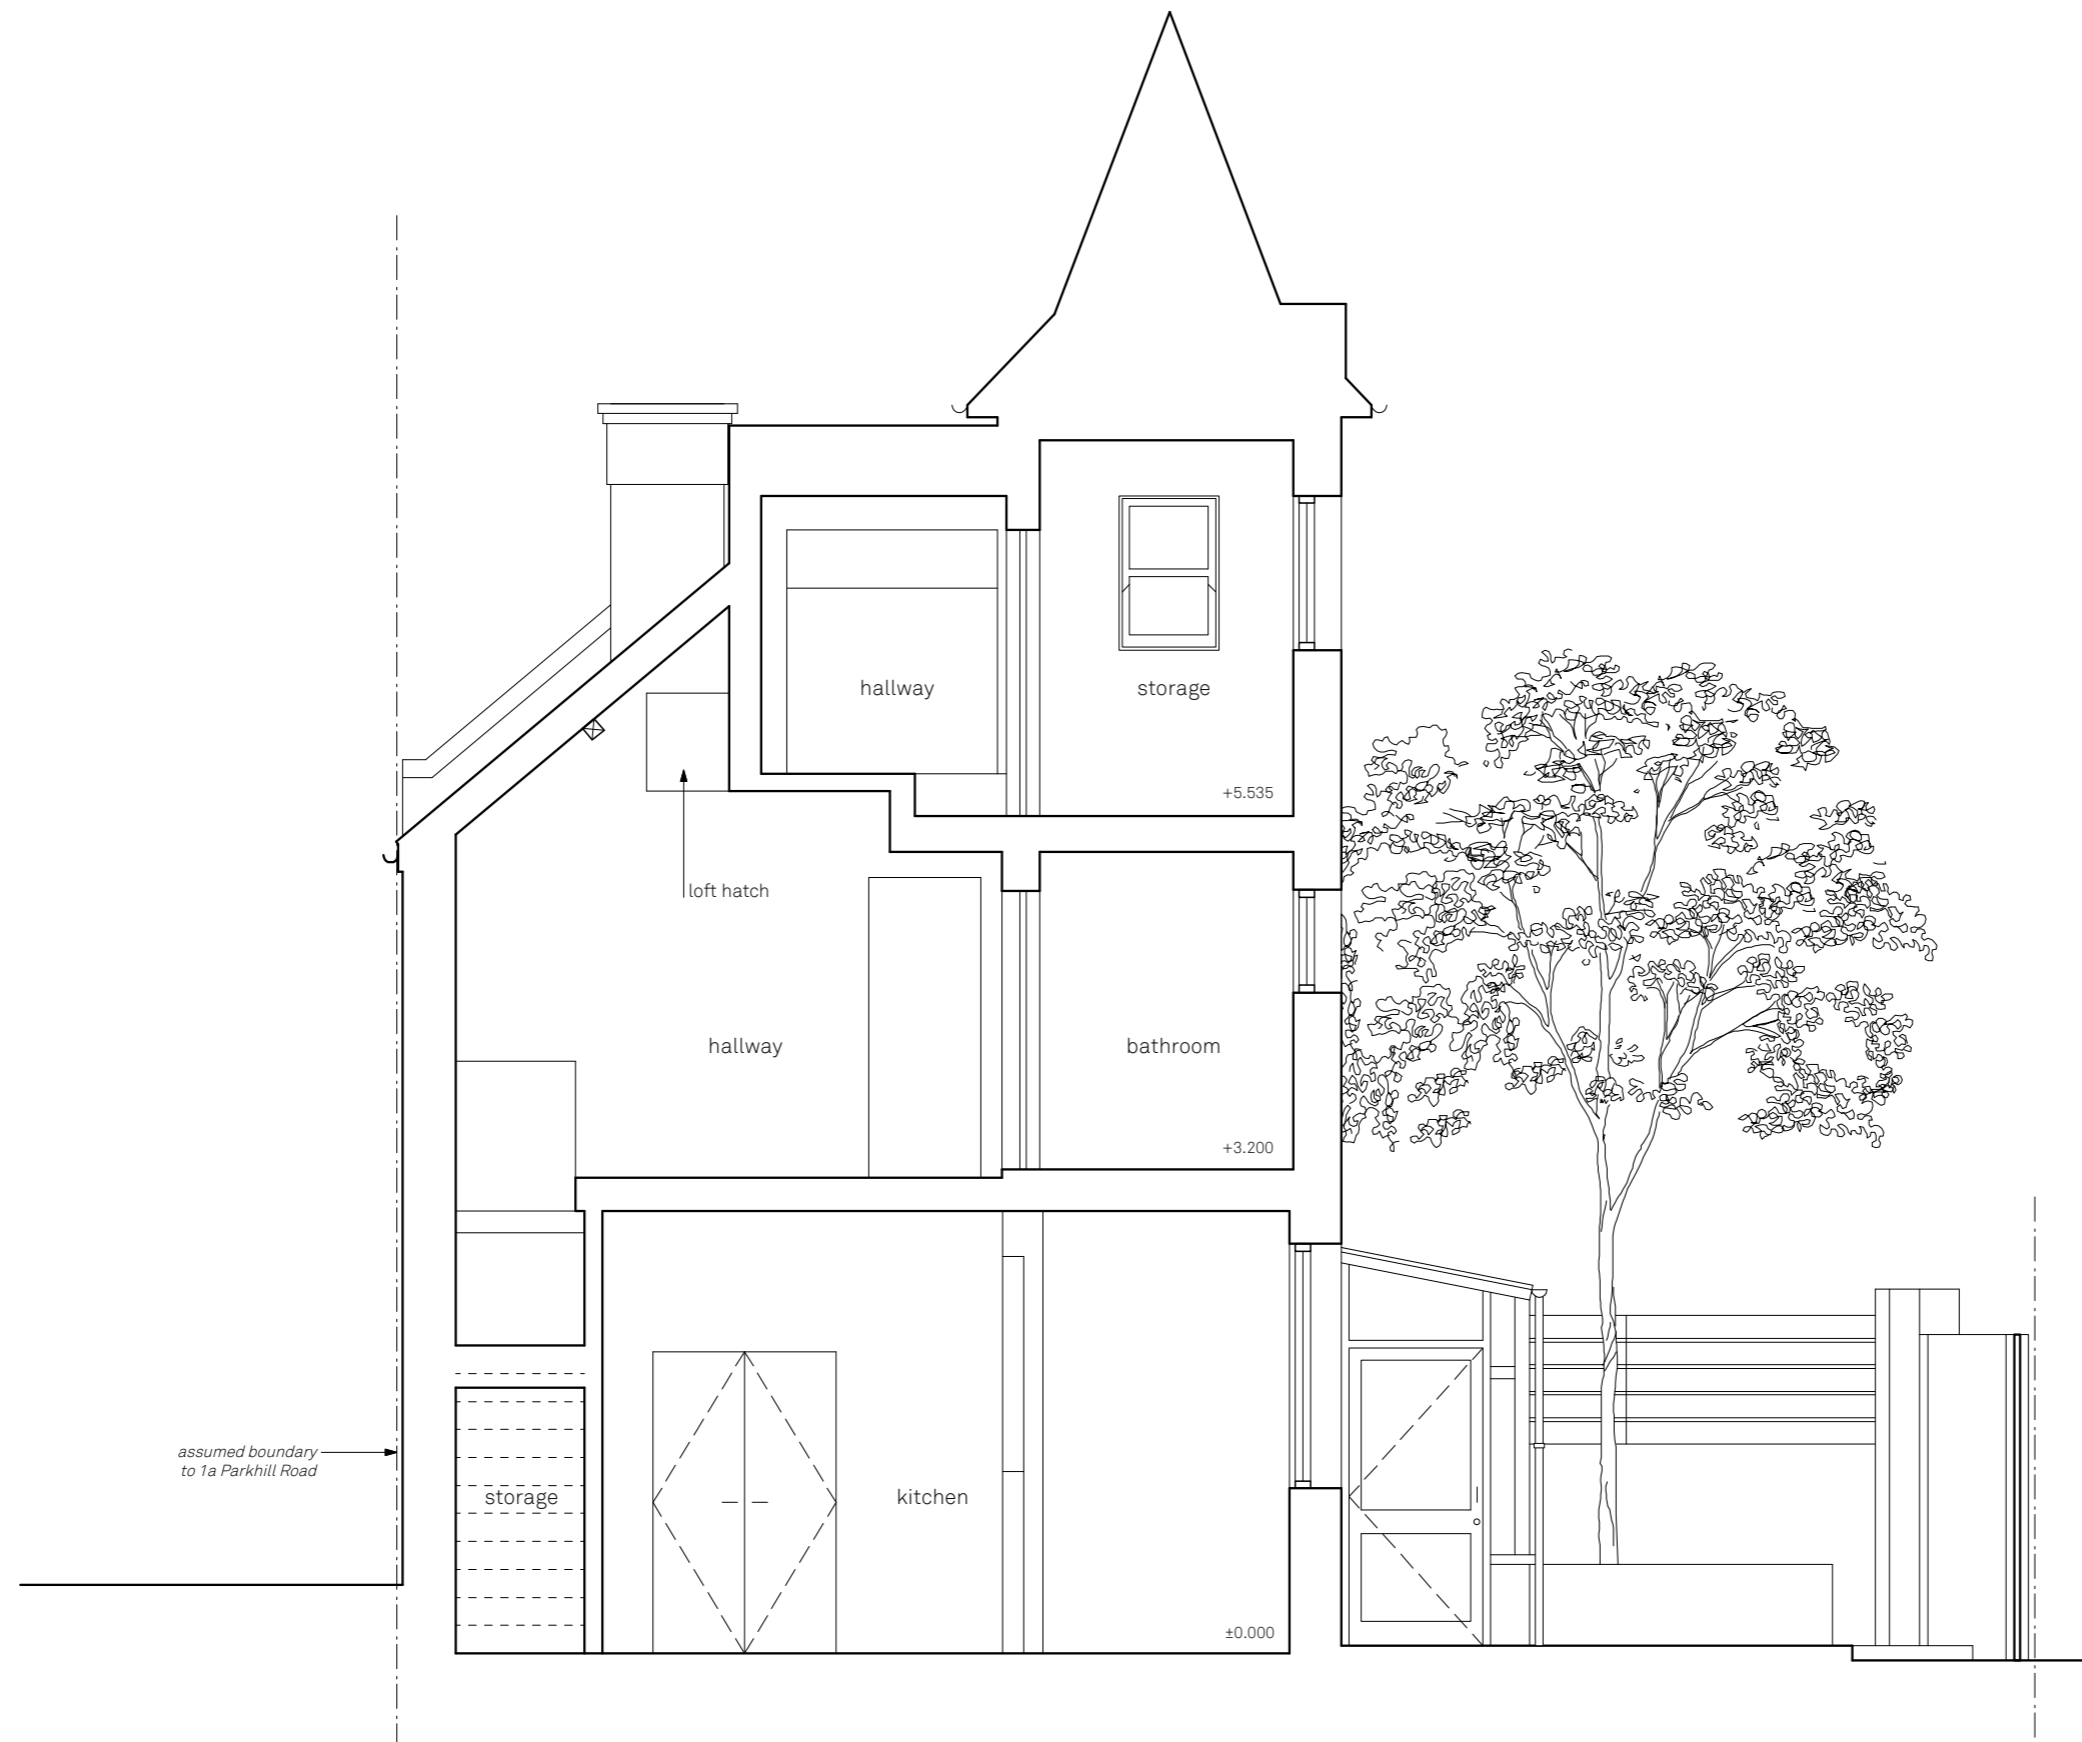 hallway
storage
+5.535
loft hatch
hallway
bathroom
+3.200
assumed boundary
to 1a Parkhill Road
storage
kitchen
±0.000